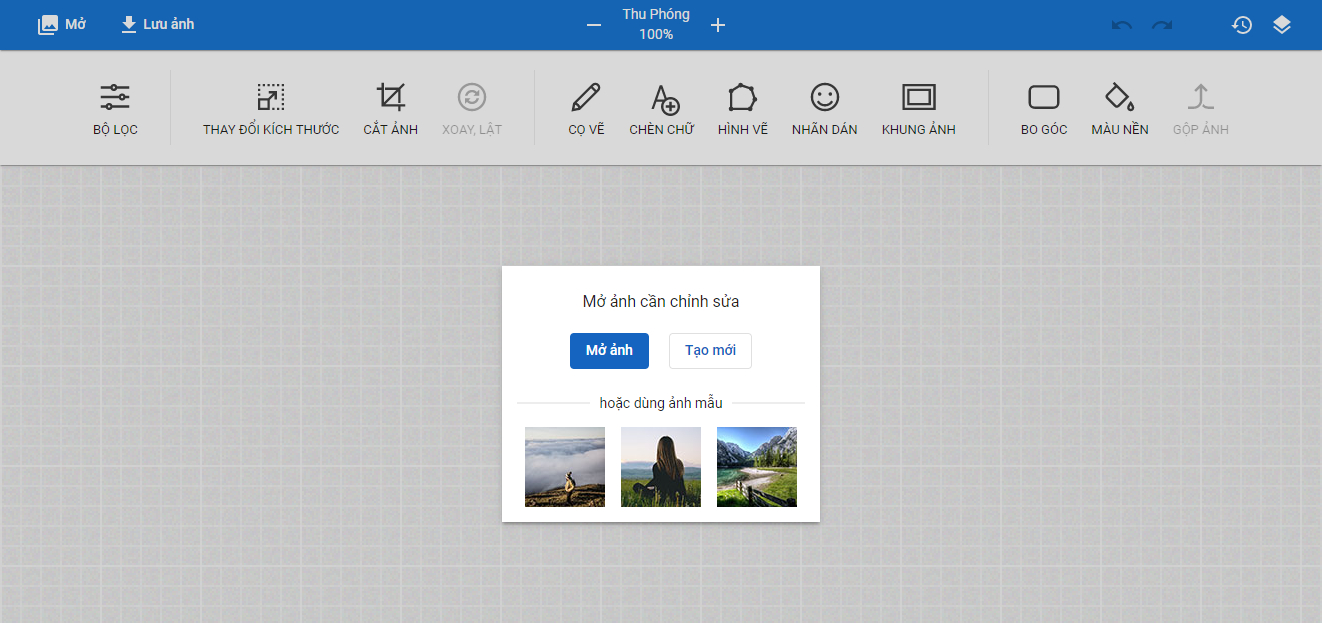 Mở
Lưu ảnh
Thu Phóng
100%
BỘ LỌC
THAY ĐỔI KÍCH THƯỚC
CẮT ẢNH
XOAY, LẬT
CỌ VẼ
CHÈN CHỮ
HÌNH VẼ
NHÃN DÁN
KHUNG ẢNH
BO GÓC
MÀU NỀN
GỘP ẢNH
Mở ảnh cần chỉnh sửa
Mở ảnh
Tạo mới
hoặc dùng ảnh mẫu